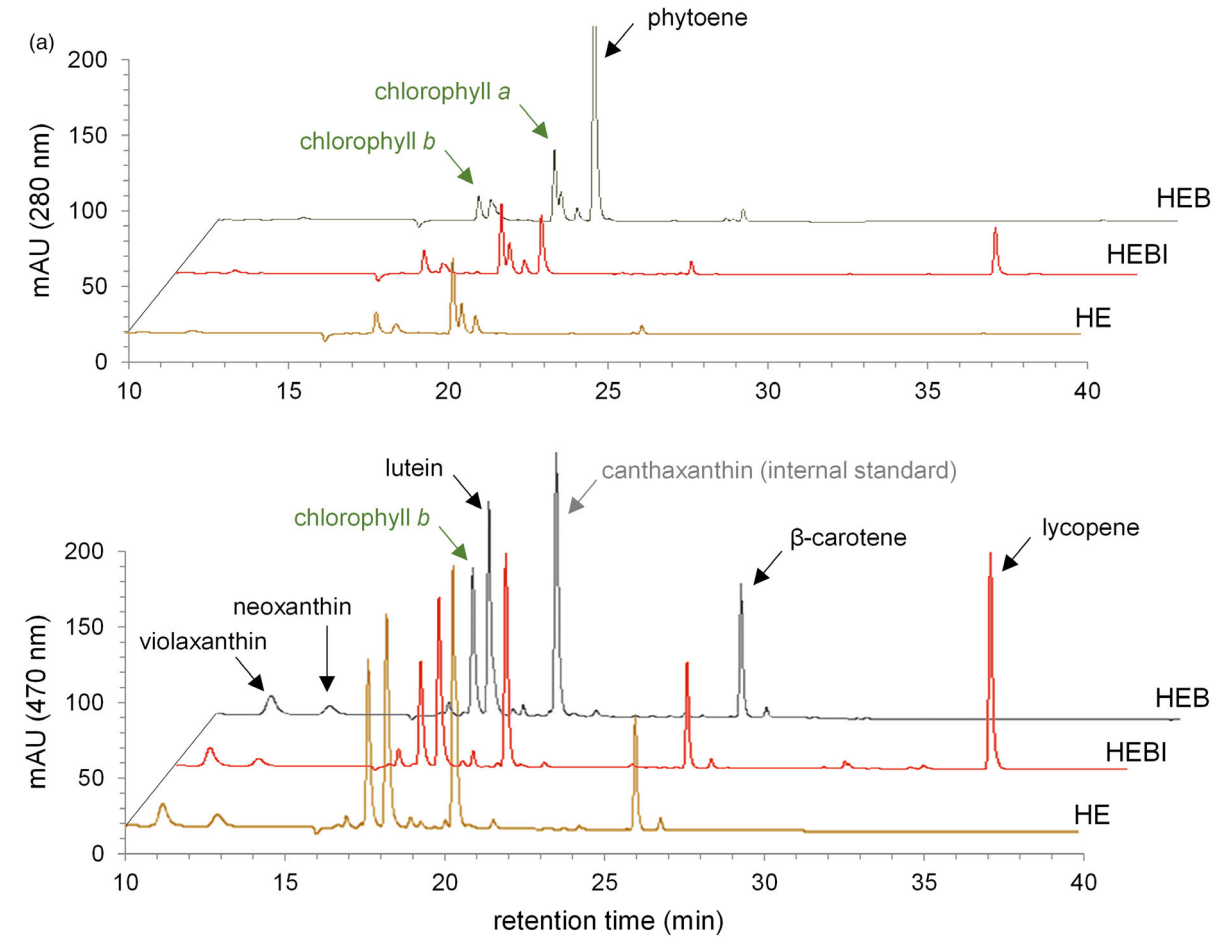 (a)
phytoene
200
chlorophyll a
150
chlorophyll b
mAU (280 nm)
100
HEB
HEBI
50
HE
0
10 15 20 25 30 35 40
lutein
canthaxanthin (internal standard)
chlorophyll b
β-carotene
lycopene
200
neoxanthin
150
violaxanthin
mAU (470 nm)
100
HEB
HEBI
50
HE
0
10 15 20 25 30 35 40
retention time (min)